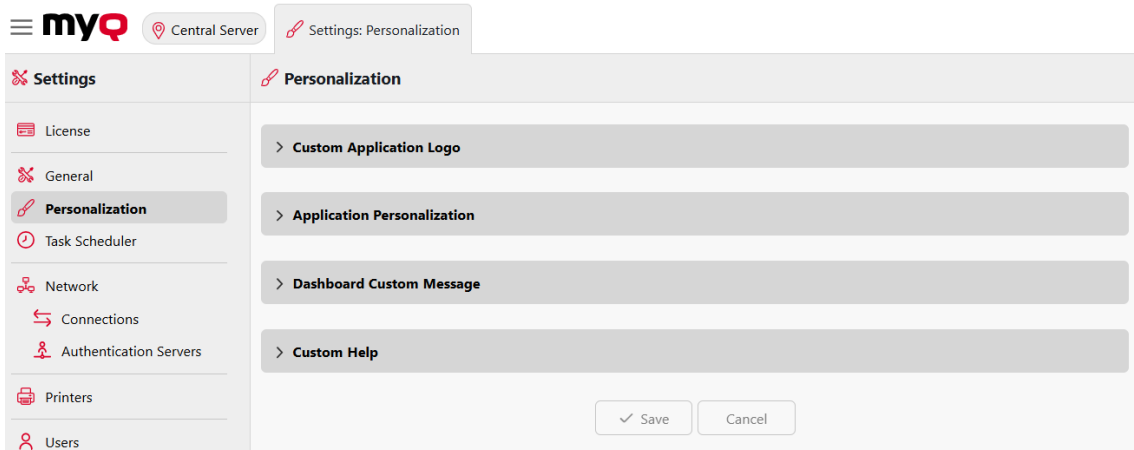 myQ
Central Server
Settings: Personalization
Settings
Personalization
License
General
Personalization
Task Scheduler
Network
Connections
Authentication Servers
Printers
Users
Custom Application Logo
Application Personalization
Dashboard Custom Message
Custom Help
Save
Cancel